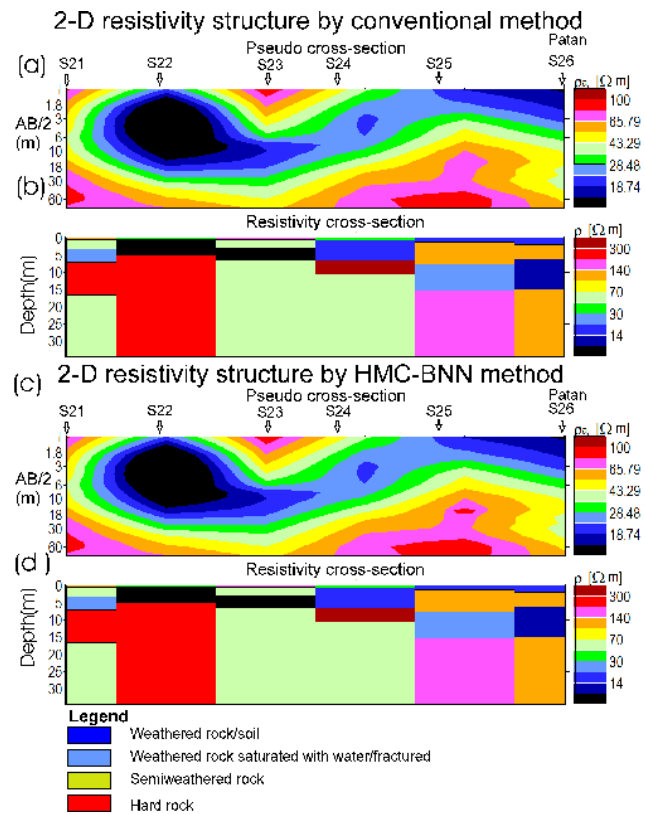 2-D resistivity structure by conventional method
Pseudo cross-section
Patan
S21 S22 S23 S24 S25 S26
(a)
ρa, [Ω m]
1.8
3
6
10
18
30
60
AB/2
(m)
100
85.79
43.29
28.48
18.74
(b)
Resistivity cross-section
ρ [Ω m]
0
5
10
15
20
25
30
Depth(m)
300
140
70
30
14
(c)
2-D resistivity structure by HMC-BNN method
Pseudo cross-section
Patan
S21 S22 S23 S24 S25 S26
ρa, [Ω m]
1.8
3
6
10
18
30
60
AB/2
(m)
100
85.79
43.29
28.48
18.74
(d)
Resistivity cross-section
ρ [Ω m]
0
5
10
15
20
25
30
Depth(m)
300
140
70
30
14
Legend
Weathered rock/soil
Weathered rock saturated with water/fractured
Semiweathered rock
Hard rock